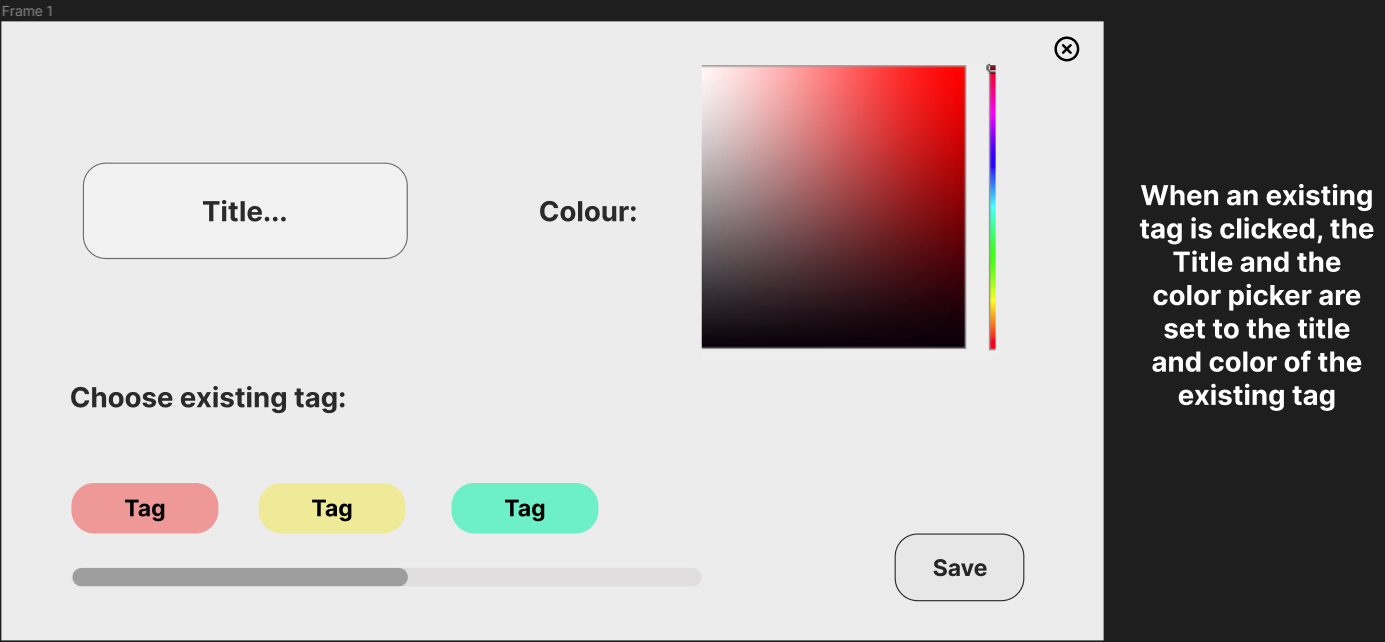 Frame 1
Title...
Colour:
When an existing
tag is clicked, the
Title and the
color picker are
set to the title
and color of the
existing tag
Choose existing tag:
Tag
Tag
Tag
Save